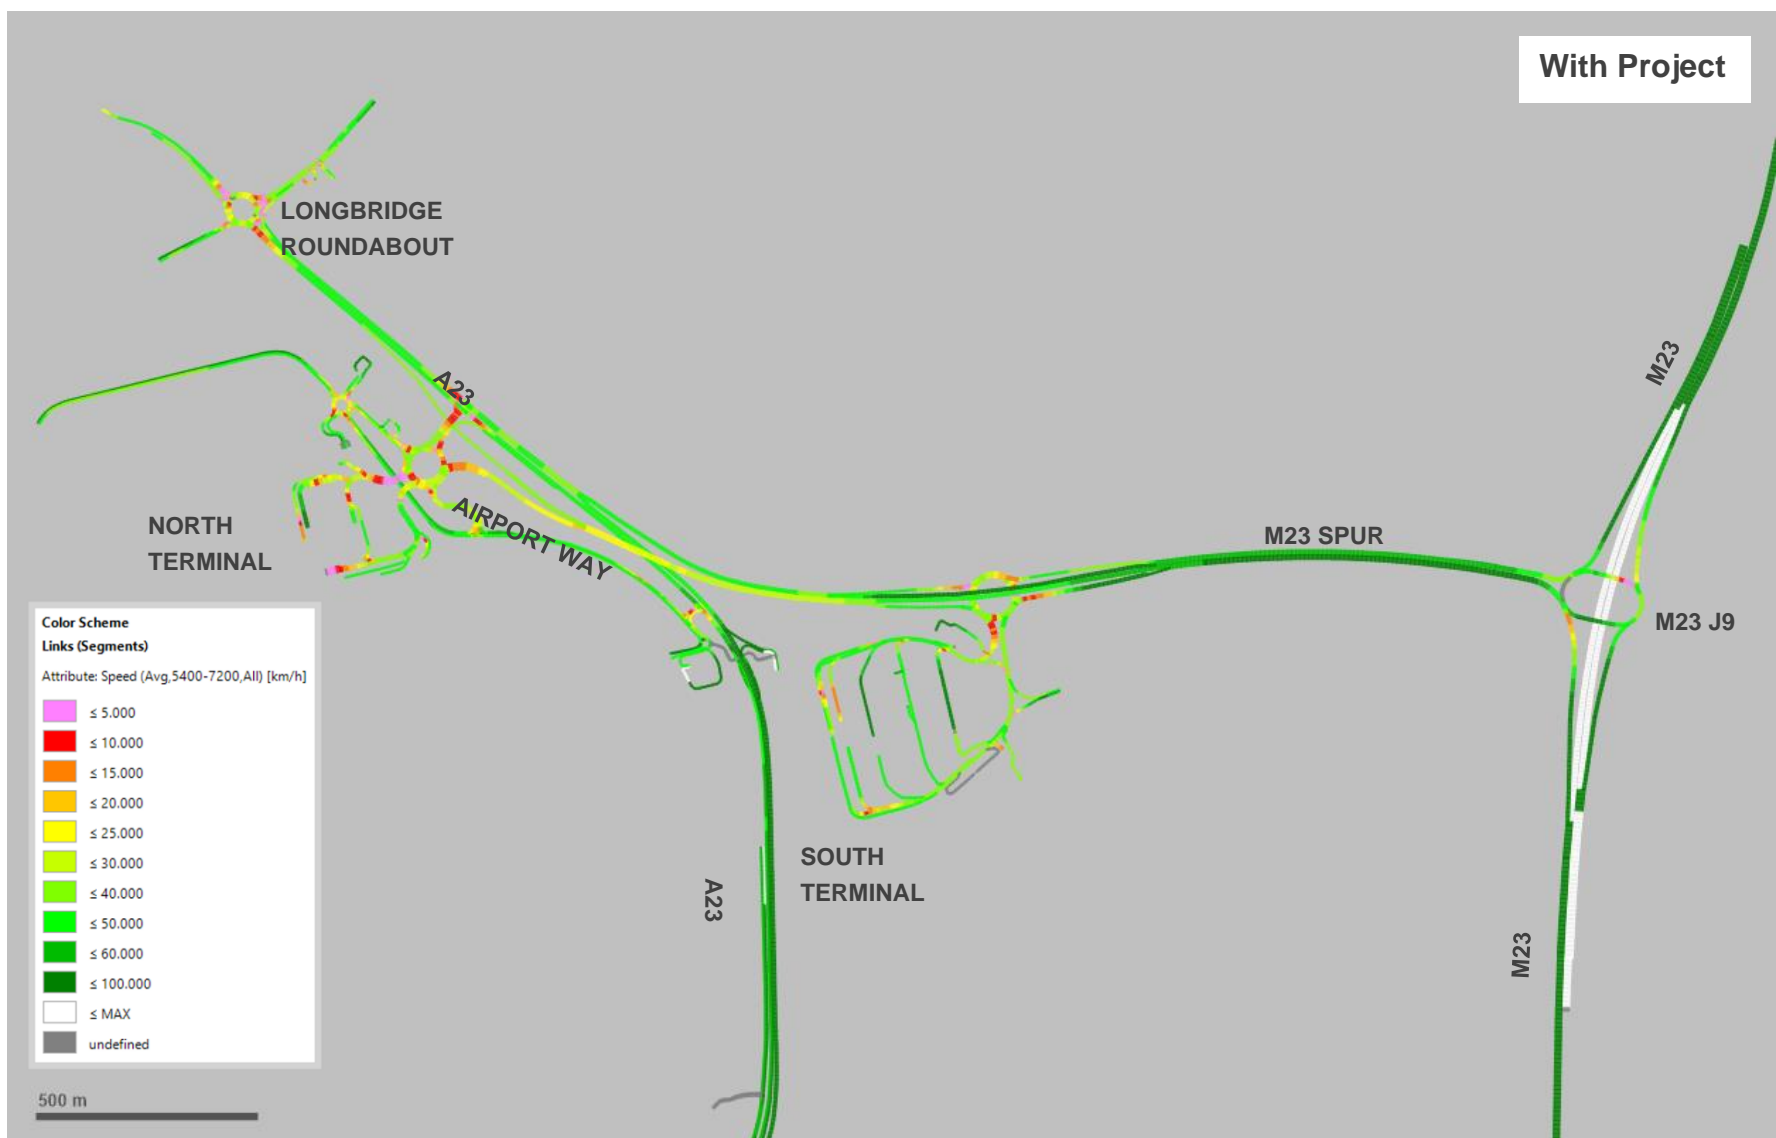 With Project
LONGBRIDGE
ROUNDABOUT
A23
M23
NORTH
TERMINAL
AIRPORT WAY
M23 SPUR
M23 J9
SOUTH
TERMINAL
A23
M23
Color Scheme
Links (Segments)
Attribute: Speed (Avg,5400-7200,All) [km/h]
≤ 5.000
≤ 10.000
≤ 15.000
≤ 20.000
≤ 25.000
≤ 30.000
≤ 40.000
≤ 50.000
≤ 60.000
≤ 100.000
≤ MAX
undefined
500 m